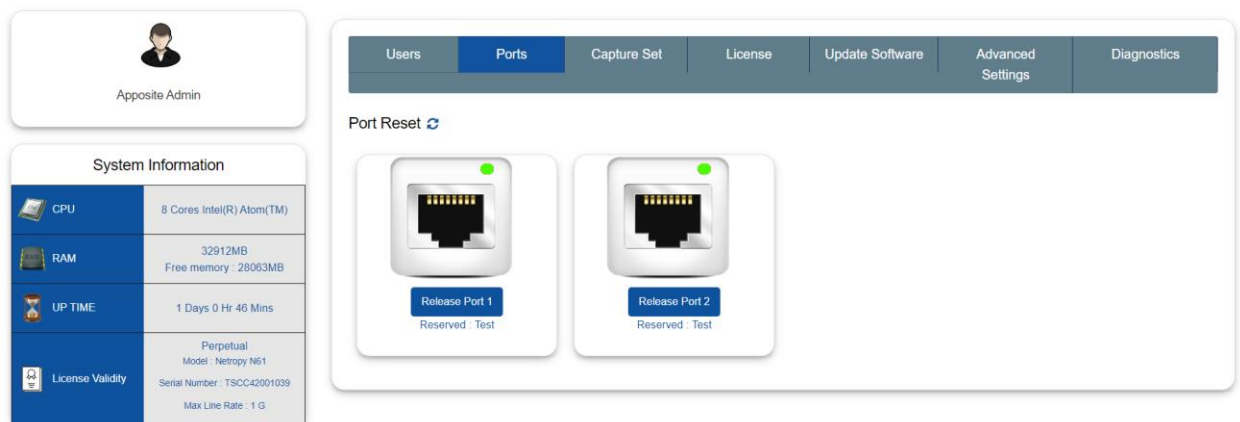 Apposite Admin
System Information
CPU
8 Cores Intel(R) Atom(TM)
RAM
32912MB
Free memory : 28063MB
UP TIME
1 Days 0 Hr 46 Mins
License Validity
Perpetual
Model : Netropy N61
Serial Number : TSCC42001039
Max Line Rate : 1 G
Users
Ports
Capture Set
License
Update Software
Advanced
Settings
Diagnostics
Port Reset
Release Port 1
Reserved : Test
Release Port 2
Reserved : Test